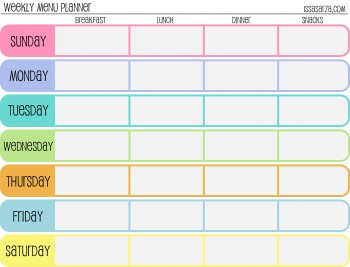 Weekly Menu Planner issasarza.com
Breakfast Lunch Dinner Snacks
Sunday
Monday
Tuesday
Wednesday
Thursday
Friday
Saturday